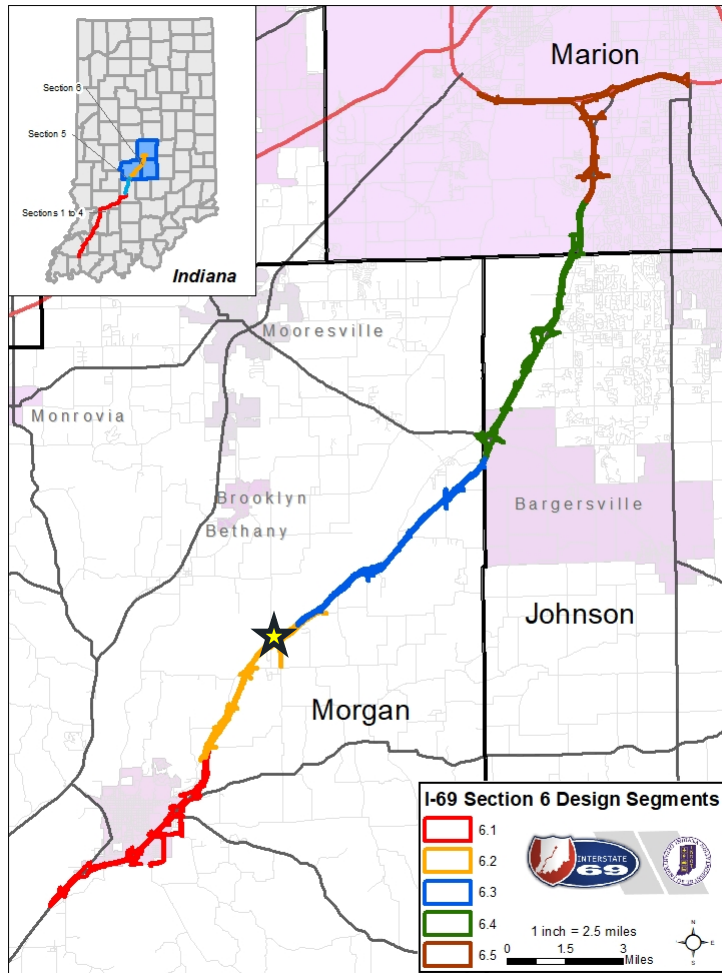 Section 6
Section 5
Sections 1 to 4
Indiana
Marion
Mooresville
Monrovia
Brooklyn
Bethany
Bargersville
Johnson
Morgan
I-69 Section 6 Design Segments
6.1
6.2
6.3
6.4
6.5
INTERSTATE
69
N
W
E
S
1 inch = 2.5 miles
0 1.5 3
Miles